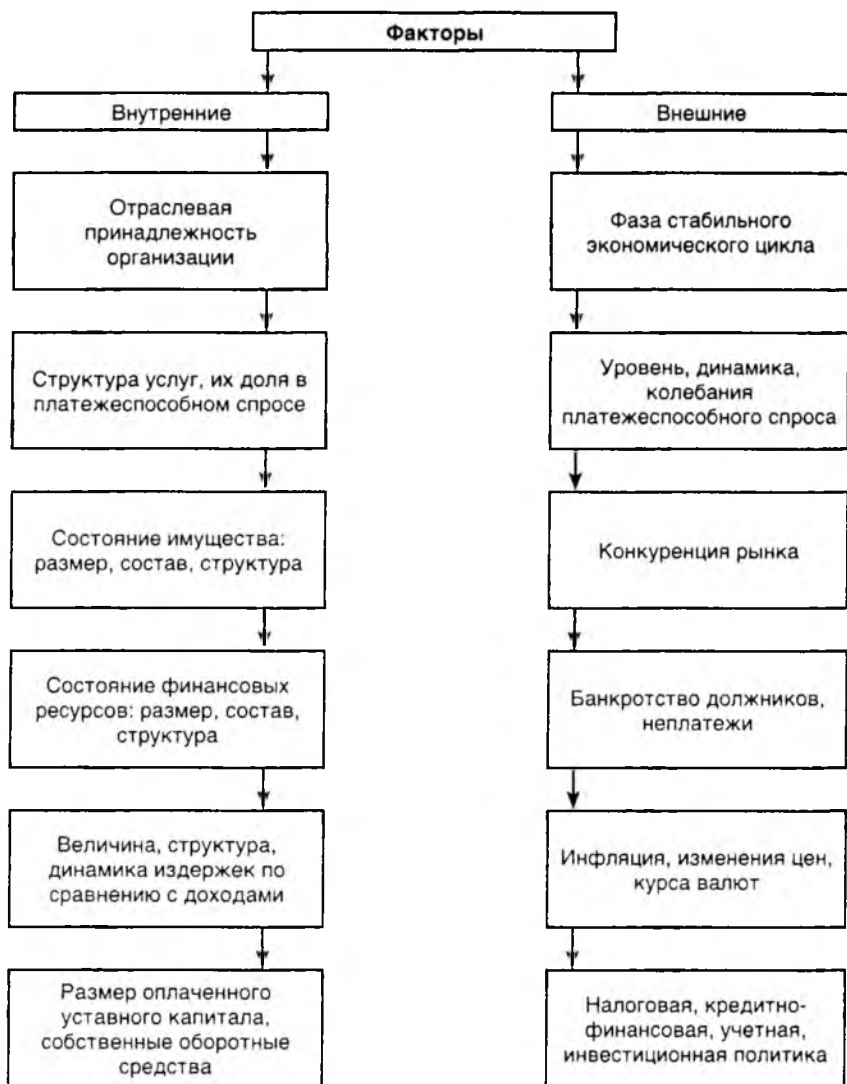 Факторы
Внутренние
Отраслевая
принадлежность
организации
Структура услуг, их доля в
платежеспособном спросе
Состояние имущества:
размер, состав, структура
Состояние финансовых
ресурсов: размер, состав,
структура
Величина, структура,
динамика издержек по
сравнению с доходами
Размер оплаченного
уставного капитала,
собственные оборотные
средства
Внешние
Фаза стабильного
экономического цикла
Уровень, динамика,
колебания
платежеспособного спроса
Конкуренция рынка
Банкротство должников,
неплатежи
Инфляция, изменения цен,
курса валют
Налоговая, кредитно-
финансовая, учетная,
инвестиционная политика